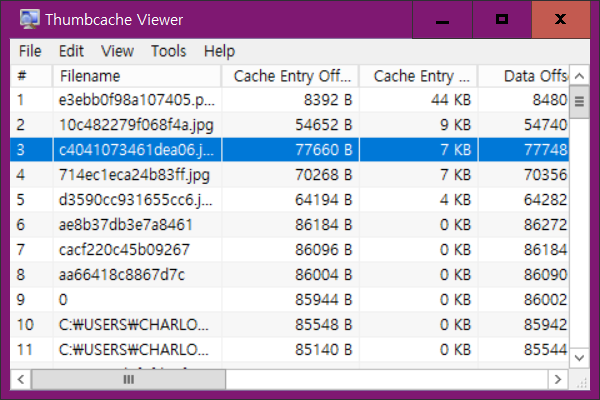 Thumbcache Viewer
File Edit View Tools Help
# Filename Cache Entry Off... Cache Entry ... Data Offs
1 e3ebb0f98a107405.p... 8392 B 44 KB 8480
2 10c482279f068f4a.jpg 54652 B 9 KB 54740
3 c4041073461dea06.j... 77660 B 7 KB 77748
4 714ec1eca24b83ff.jpg 70268 B 7 KB 70356
5 d3590cc931655cc6.j... 64194 B 4 KB 64282
6 ae8b37db3e7a8461 86184 B 0 KB 86272
7 cacf220c45b09267 86096 B 0 KB 86184
8 aa66418c8867d7c 86004 B 0 KB 86090
9 0 85944 B 0 KB 86002
10 C:₩USERS₩CHARLO... 85548 B 0 KB 85942
11 C:₩USERS₩CHARLO... 85140 B 0 KB 85544